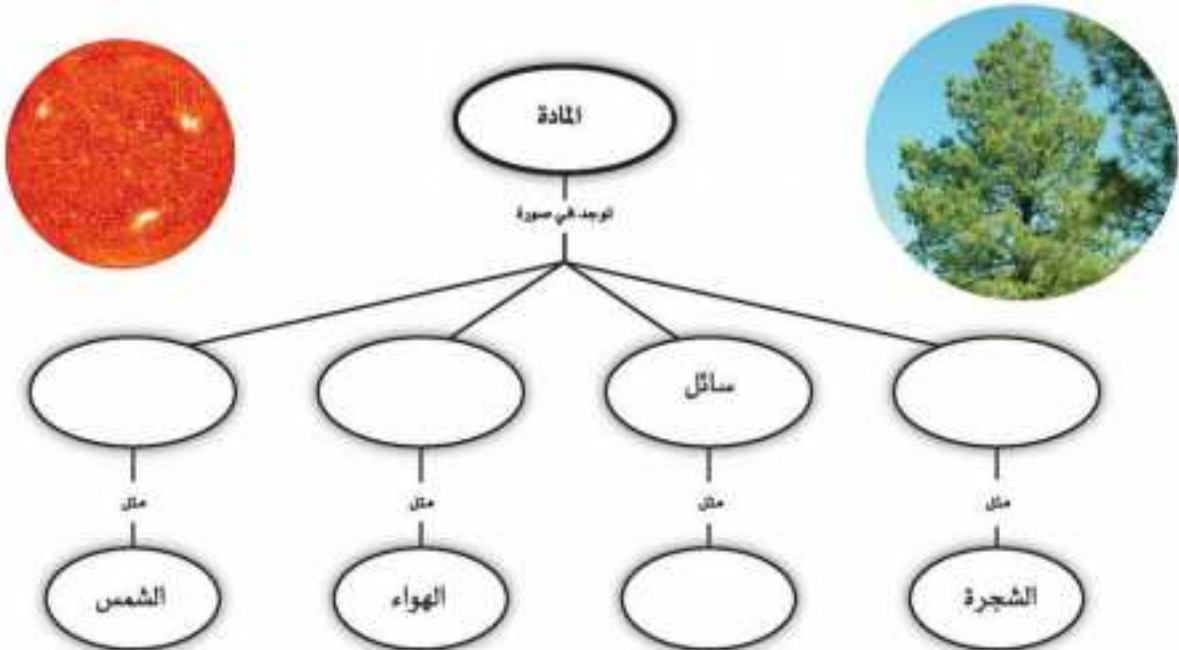 المادة
توجد في صورة
سائل
مثل مثل مثل مثل
الشجرة الهواء الشمس